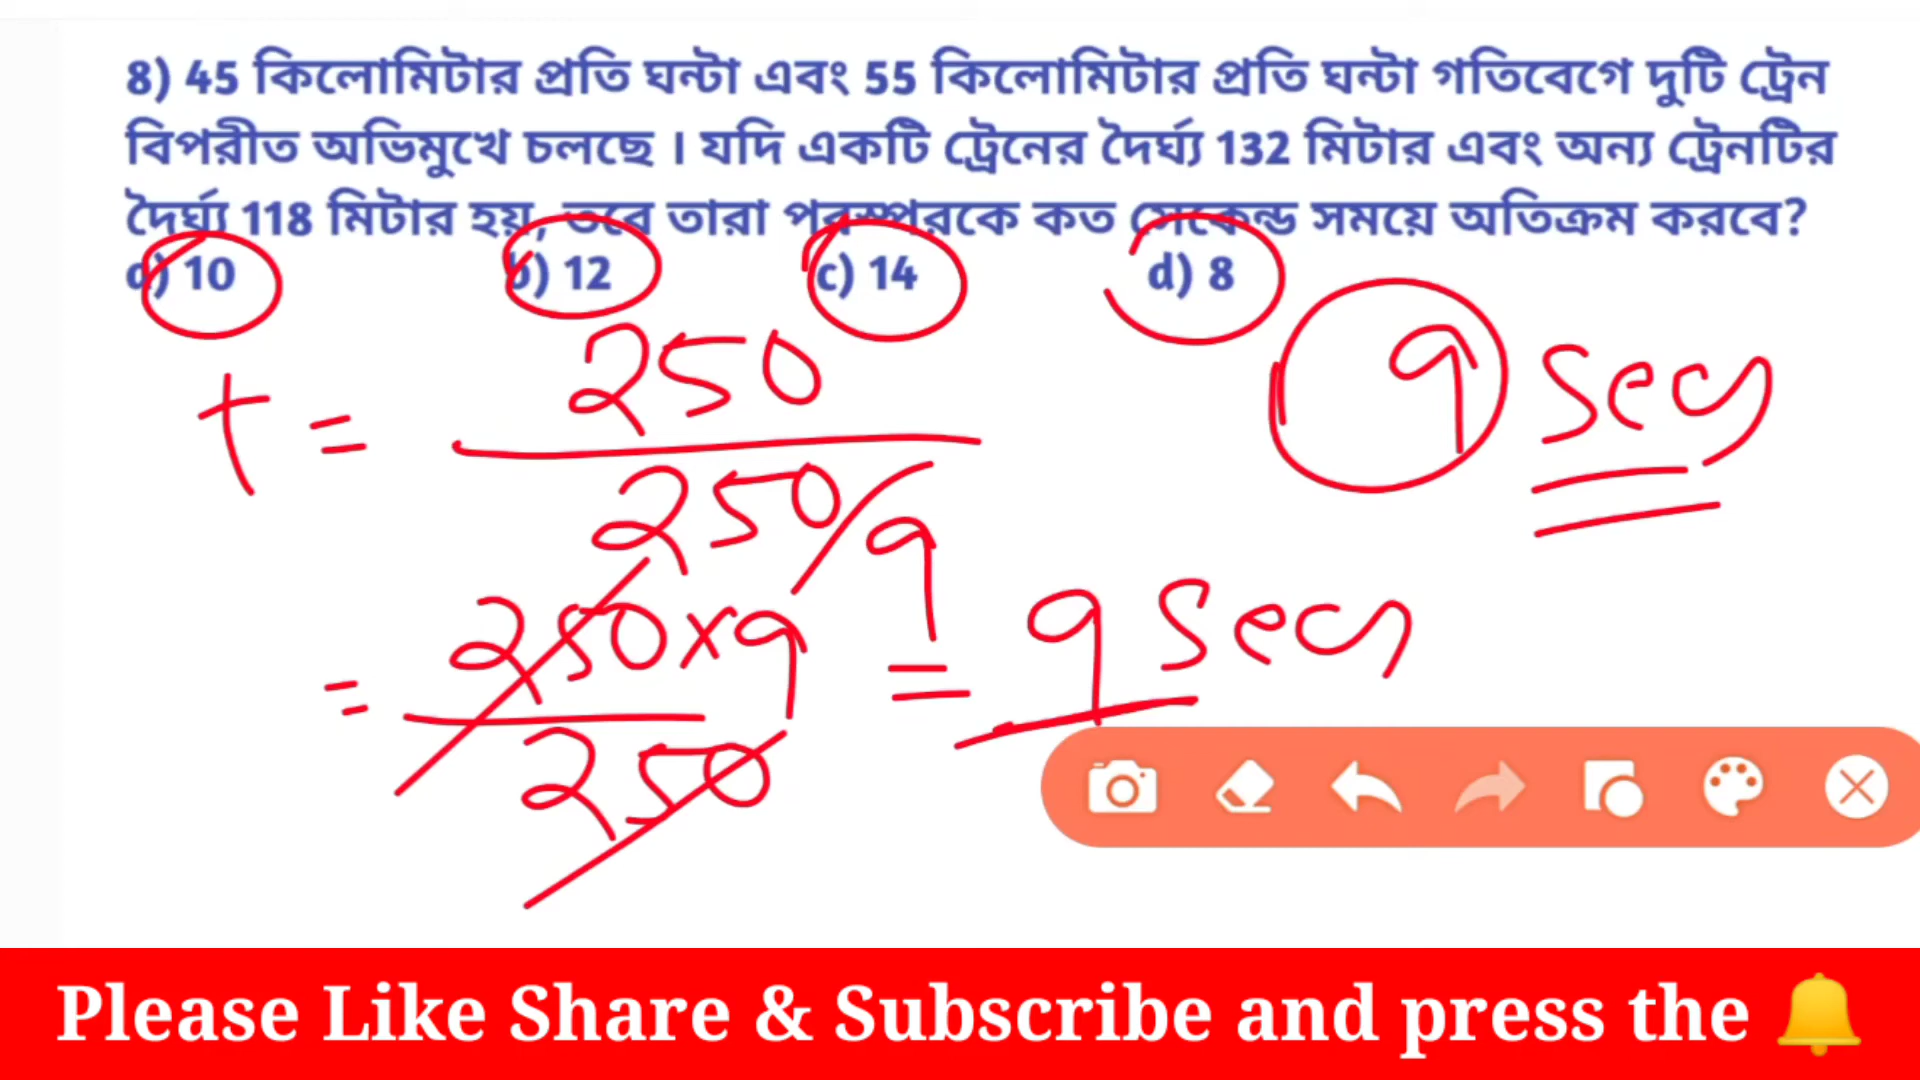 8) 45 কিলোমিটার প্রতি ঘন্টা এবং 55 কিলোমিটার প্রতি ঘন্টা গতিবেগে দুটি ট্রেন
বিপরীত অভিমুখে চলছে । যদি একটি ট্রেনের দৈর্ঘ্য 132 মিটার এবং অন্য ট্রেনটির
দৈর্ঘ্য 118 মিটার হয়, তবে তারা পরস্পরকে কত সেকেন্ড সময়ে অতিক্রম করবে?
a) 10 b) 12 c) 14 d) 8
t = 250 / 250/9
9 sec
= 250x9 / 250 = 9 sec
Please Like Share & Subscribe and press the 🔔